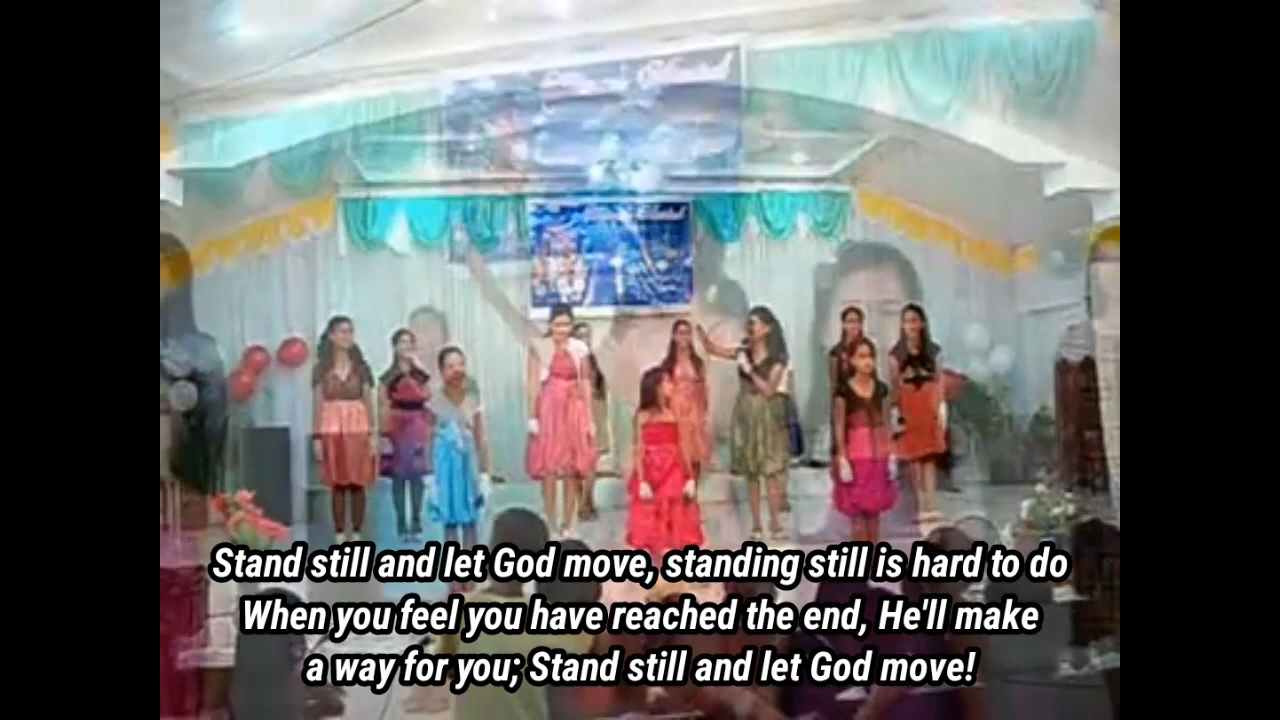 Stand still and let God move, standing still is hard to do
When you feel you have reached the end, He'll make
a way for you; Stand still and let God move!